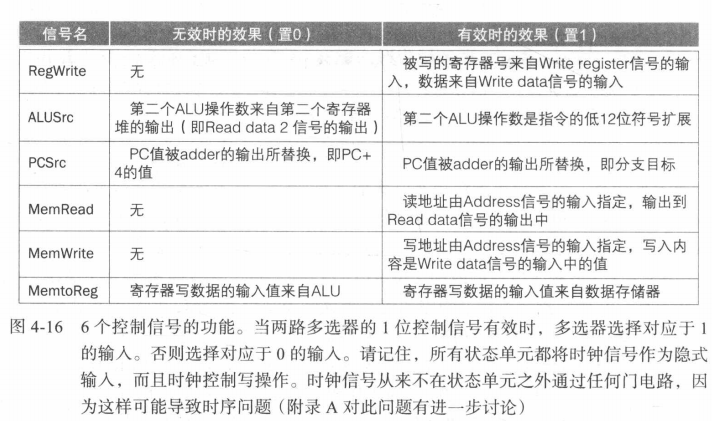 信号名 无效时的效果（置0） 有效时的效果（置1）
RegWrite 无 被写的寄存器号来自Write register信号的输
入，数据来自Write data信号的输入
ALUSrc 第二个ALU操作数来自第二个寄存器
堆的输出（即Read data 2 信号的输出） 第二个ALU操作数是指令的低12位符号扩展
PCSrc PC值被adder的输出所替换，即PC+
4的值 PC值被adder的输出所替换，即分支目标
MemRead 无 读地址由Address信号的输入指定，输出到
Read data信号的输出中
MemWrite 无 写地址由Address信号的输入指定，写入内
容是Write data信号的输入中的值
MemtoReg 寄存器写数据的输入值来自ALU 寄存器写数据的输入值来自数据存储器
图 4-16 6 个控制信号的功能。当两路多选器的 1 位控制信号有效时，多选器选择对应于 1
的输入。否则选择对应于 0 的输入。请记住，所有状态单元都将时钟信号作为隐式
输入，而且时钟控制写操作。时钟信号从来不在状态单元之外通过任何门电路，因
为这样可能导致时序问题（附录 A 对此问题有进一步讨论）